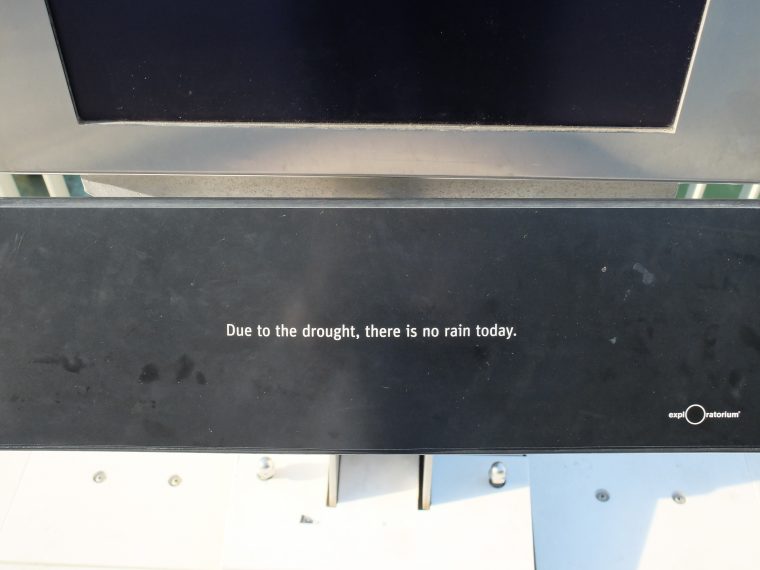 Due to the drought, there is no rain today.
explOratorium®